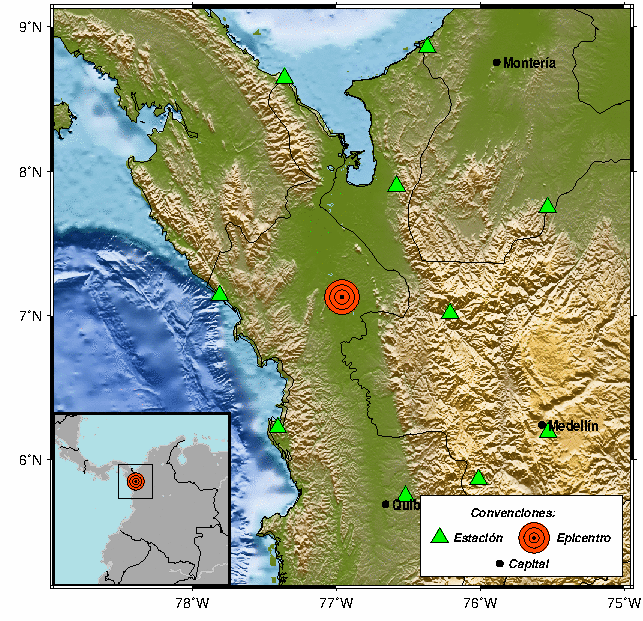 9°N
Montería
8°N
7°N
Medellín
6°N
Quib
Convenciones:
Estación
Epicentro
Capital
78°W
77°W
76°W
75°W